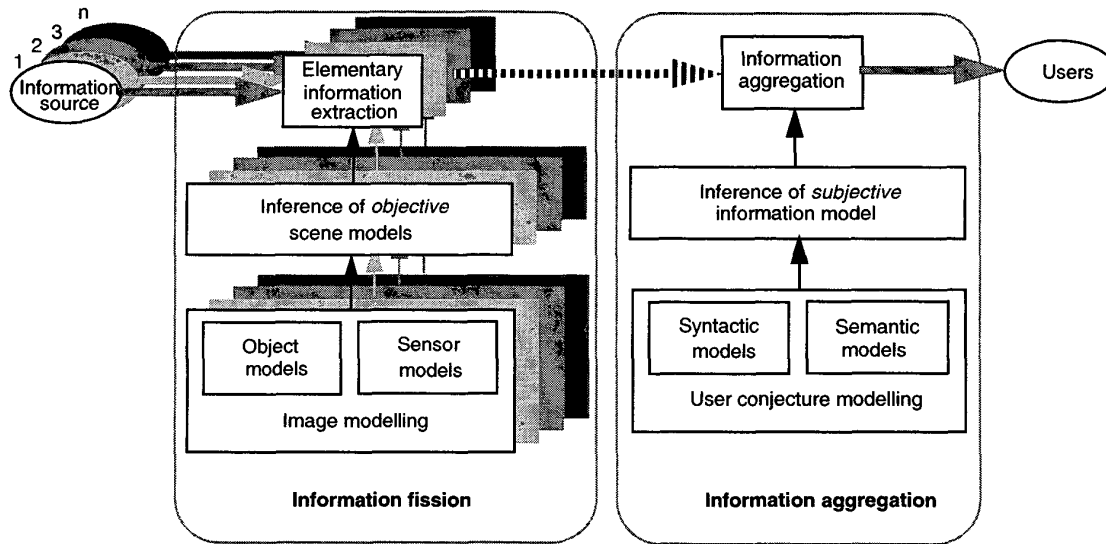 n
3
2
1
Information
source
Elementary
information
extraction
Information
aggregation
Users
Inference of objective
scene models
Inference of subjective
information model
Object
models
Sensor
models
Image modelling
Syntactic
models
Semantic
models
User conjecture modelling
Information fission
Information aggregation